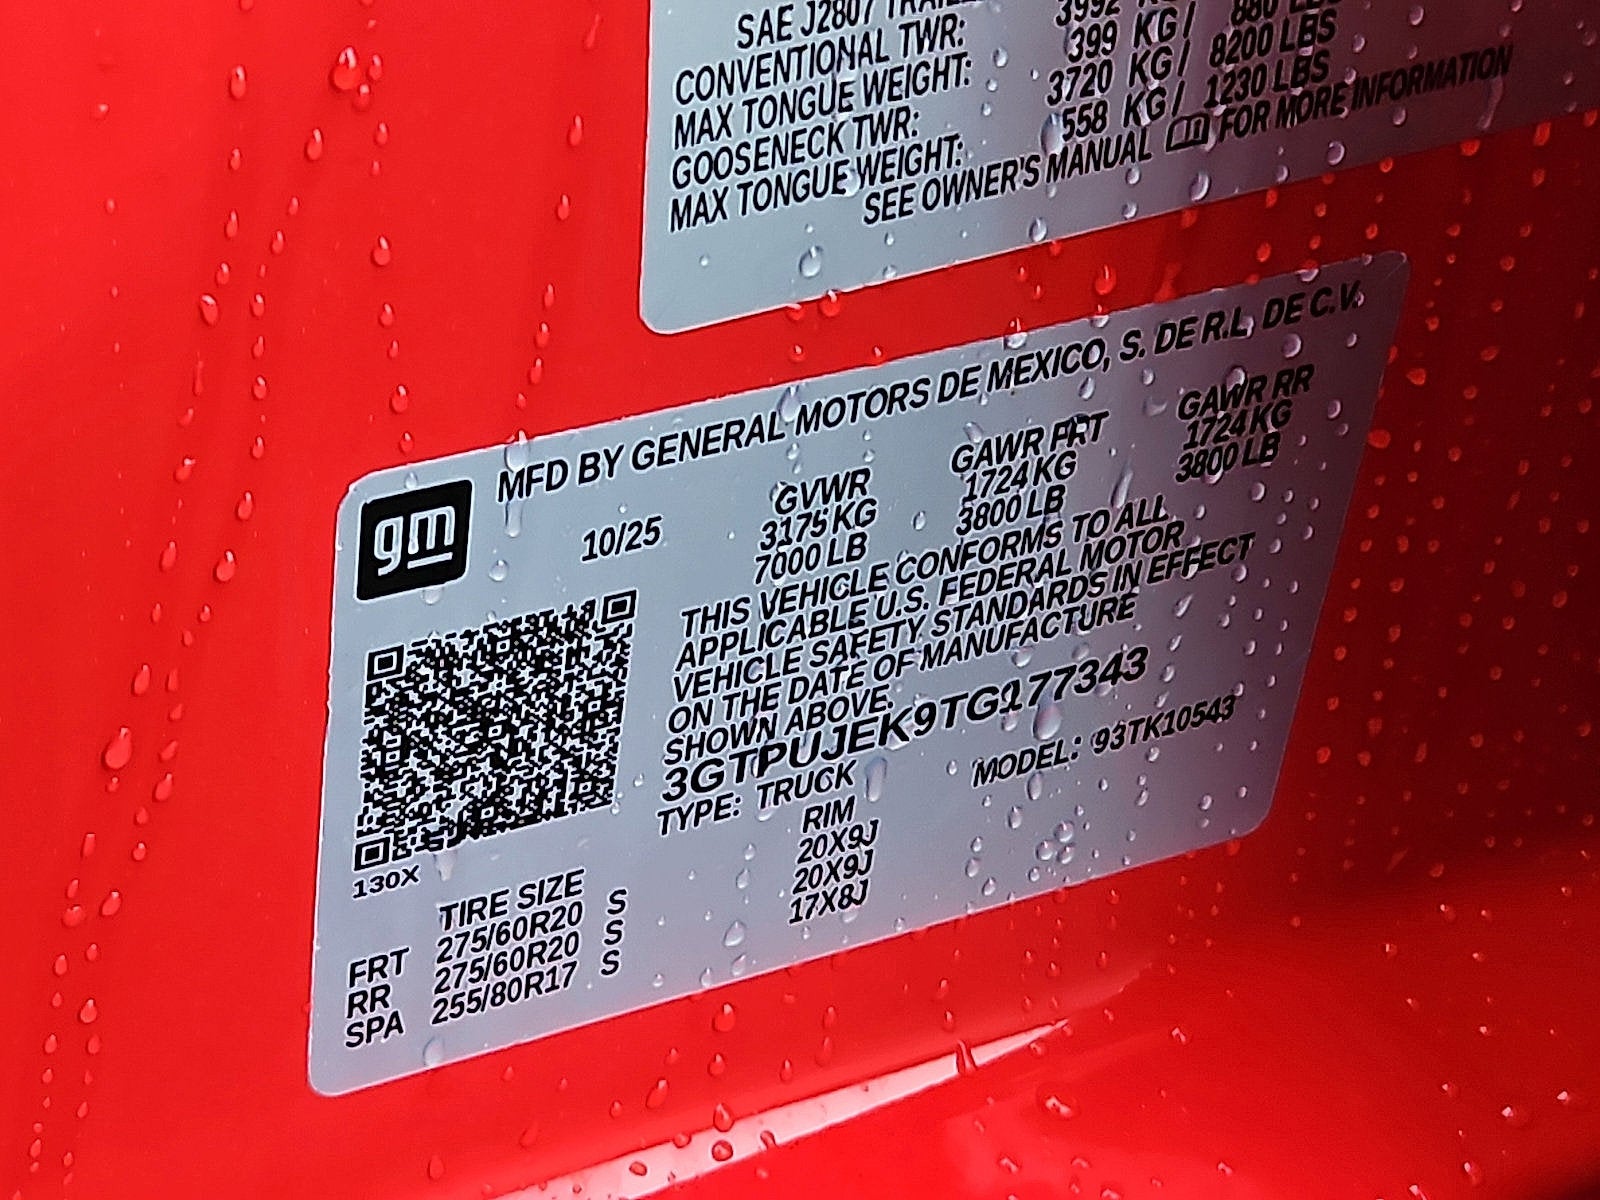 SAE J2807 TRAILE
CONVENTIONAL TWR: 3992 KG/ 880 LBS
MAX TONGUE WEIGHT: 399 KG/ 8200 LBS
GOOSENECK TWR: 3720 KG/ 1230 LBS
MAX TONGUE WEIGHT: 558 KG/
SEE OWNER'S MANUAL FOR MORE INFORMATION
MFD BY GENERAL MOTORS DE MEXICO, S. DE R.L. DE C.V.
gm
10/25
GVWR GAWR FRT GAWR RR
3175 KG 1724 KG 1724 KG
7000 LB 3800 LB 3800 LB
THIS VEHICLE CONFORMS TO ALL
APPLICABLE U.S. FEDERAL MOTOR
VEHICLE SAFETY STANDARDS IN EFFECT
ON THE DATE OF MANUFACTURE
SHOWN ABOVE.
3GTPUJEK9TG177343
TYPE: TRUCK MODEL: 93TK10543
130X
TIRE SIZE RIM
FRT 275/60R20 S 20X9J
RR 275/60R20 S 20X9J
SPA 255/80R17 S 17X8J